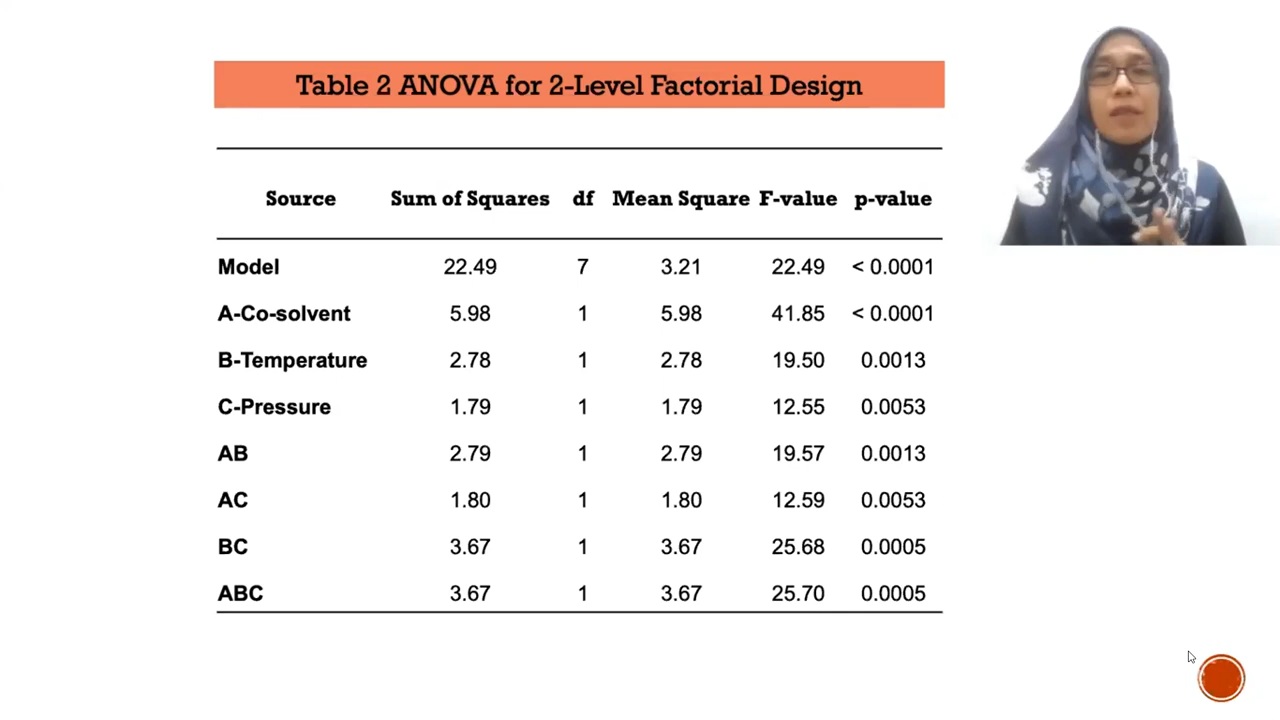 Table 2 ANOVA for 2-Level Factorial Design
Source Sum of Squares df Mean Square F-value p-value
Model 22.49 7 3.21 22.49 < 0.0001
A-Co-solvent 5.98 1 5.98 41.85 < 0.0001
B-Temperature 2.78 1 2.78 19.50 0.0013
C-Pressure 1.79 1 1.79 12.55 0.0053
AB 2.79 1 2.79 19.57 0.0013
AC 1.80 1 1.80 12.59 0.0053
BC 3.67 1 3.67 25.68 0.0005
ABC 3.67 1 3.67 25.70 0.0005